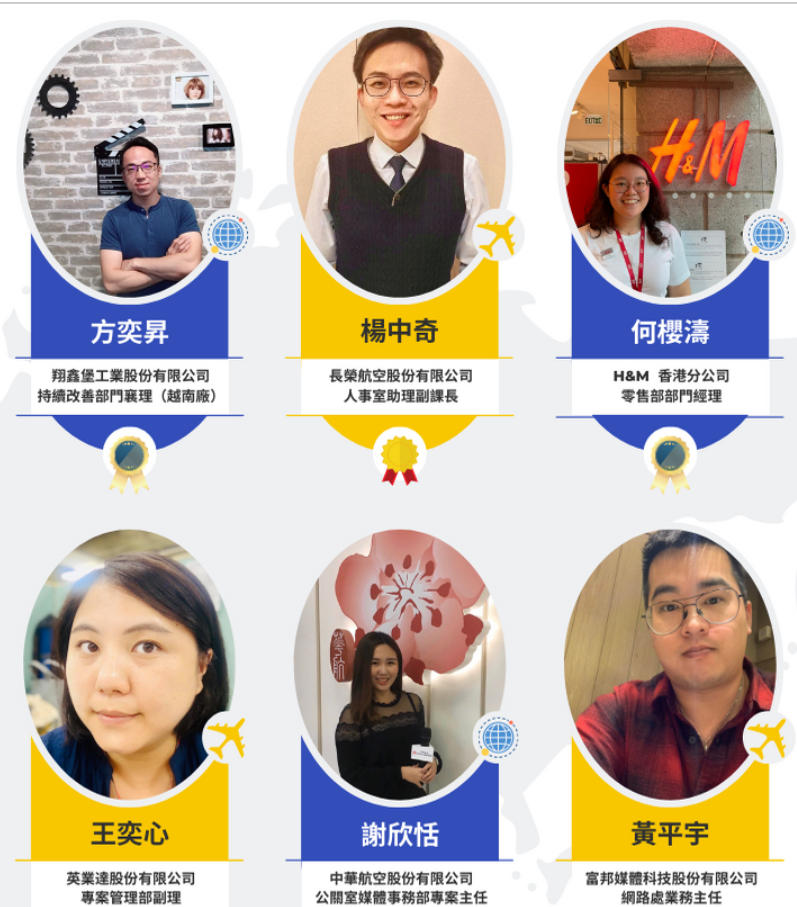 H&M
方奕昇
翔鑫堡工業股份有限公司
持續改善部門襄理（越南廠）
楊中奇
長榮航空股份有限公司
人事室助理副課長
何櫻濤
H&M 香港分公司
零售部部門經理
華航
王奕心
英業達股份有限公司
專案管理部副理
謝欣恬
中華航空股份有限公司
公關室媒體事務部專案主任
黃平宇
富邦媒體科技股份有限公司
網路處業務主任